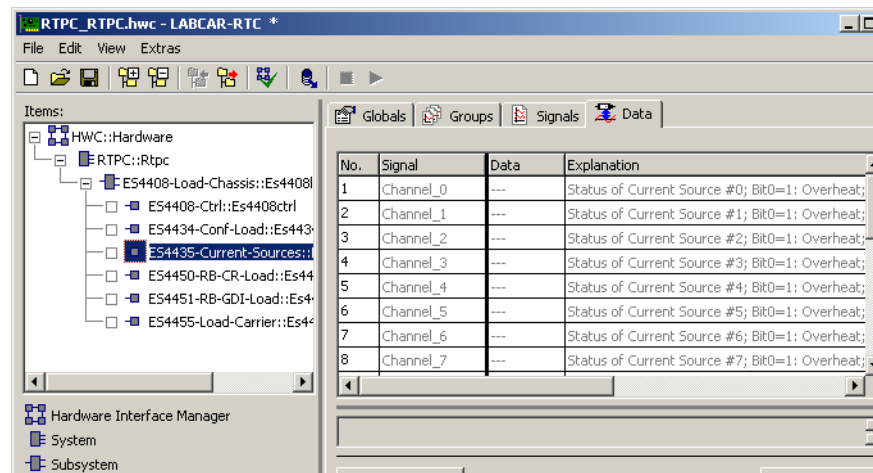 RTPC_RTPC.hwc - LABCAR-RTC *
File Edit View Extras
Items:
Globals Groups Signals Data
HWC::Hardware
RTPC::Rtpc
ES4408-Load-Chassis::Es4408l
ES4408-Ctrl::Es4408ctrl
ES4434-Conf-Load::Es443
ES4435-Current-Sources::
ES4450-RB-CR-Load::Es44
ES4451-RB-GDI-Load::Es4
ES4455-Load-Carrier::Es44
No. Signal Data Explanation
1 Channel_0 --- Status of Current Source #0; Bit0=1: Overheat;
2 Channel_1 --- Status of Current Source #1; Bit0=1: Overheat;
3 Channel_2 --- Status of Current Source #2; Bit0=1: Overheat;
4 Channel_3 --- Status of Current Source #3; Bit0=1: Overheat;
5 Channel_4 --- Status of Current Source #4; Bit0=1: Overheat;
6 Channel_5 --- Status of Current Source #5; Bit0=1: Overheat;
7 Channel_6 --- Status of Current Source #6; Bit0=1: Overheat;
8 Channel_7 --- Status of Current Source #7; Bit0=1: Overheat;
Hardware Interface Manager
System
Subsystem